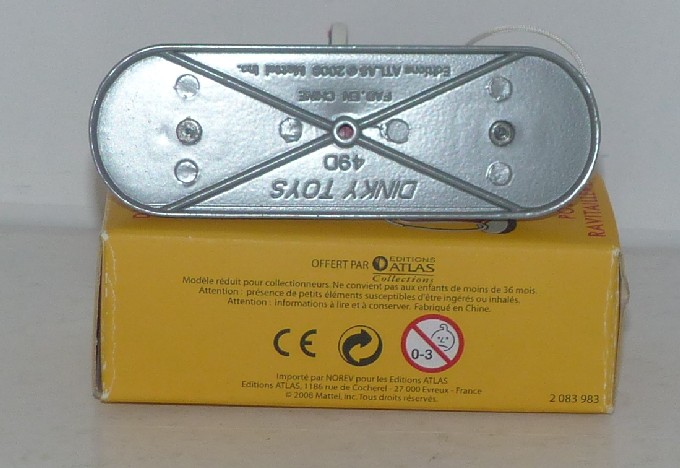 DINKY TOYS
49D
FAB. EN CHINE
Editions ATLAS © 2009 Mattel Inc.
RAVITAILL
OFFERT PAR EDITIONS ATLAS
Collections
Modèle réduit pour collectionneurs. Ne convient pas aux enfants de moins de 36 mois.
Attention : présence de petits éléments susceptibles d'être ingérés ou inhalés.
Attention : informations à lire et à conserver. Fabriqué en Chine.
CE
0-3
Importé par NOREV pour les Editions ATLAS
Editions ATLAS, 1186 rue de Cocherel - 27 000 Evreux - France
© 2008 Mattel, Inc. Tous droits réservés.
2 083 983